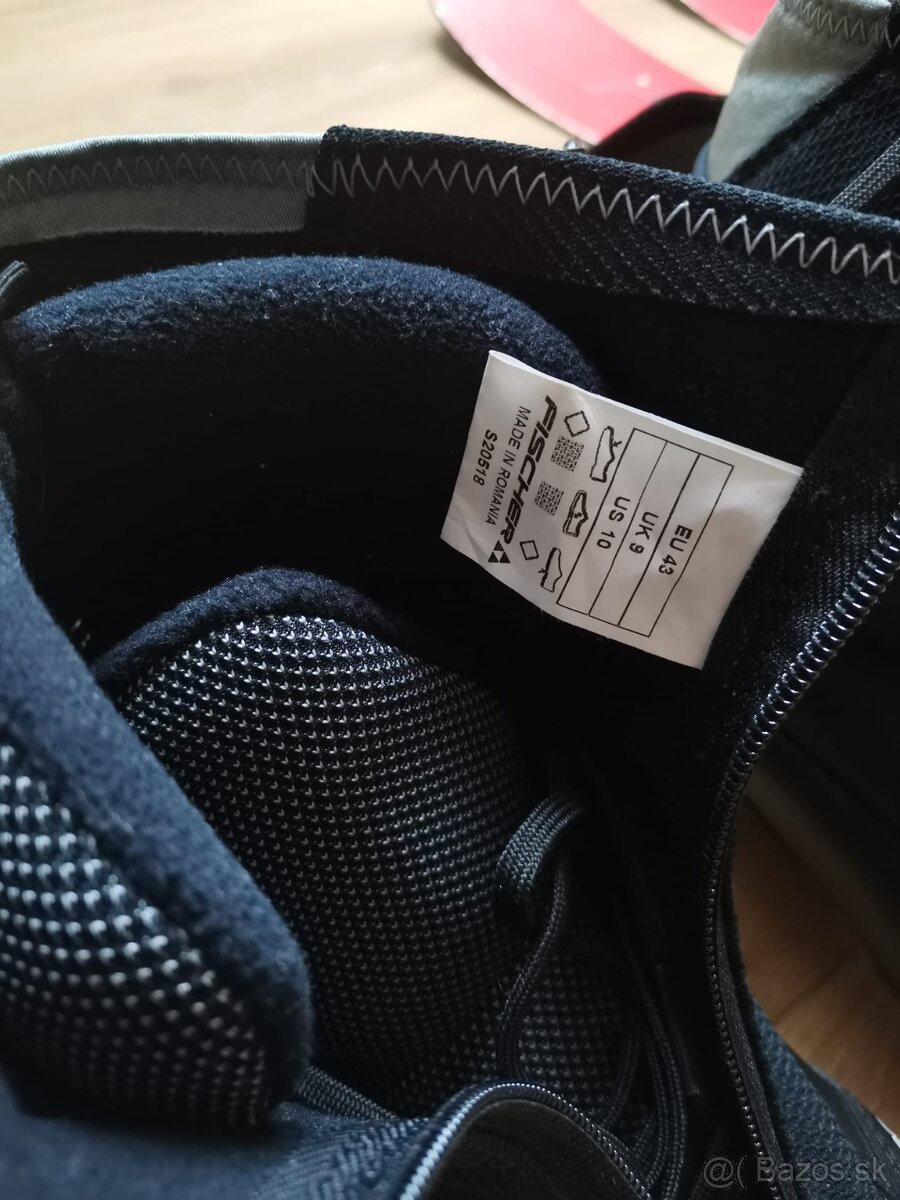 FISCHER
MADE IN ROMANIA
S20518
EU 43
UK 9
US 10
@( Bazos.sk